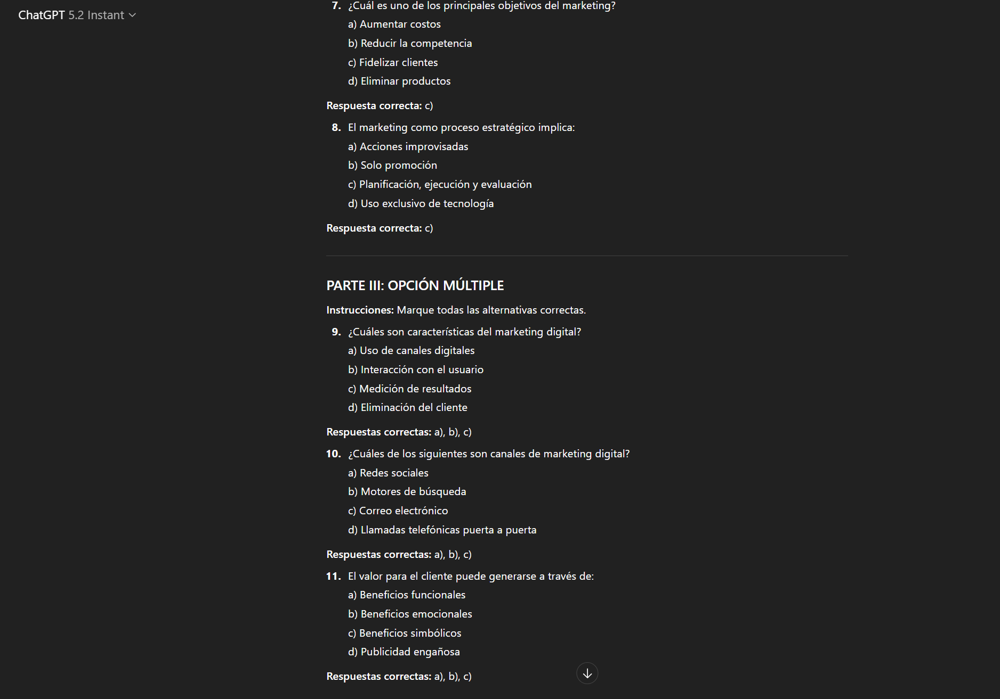 ChatGPT 5.2 Instant
7. ¿Cuál es uno de los principales objetivos del marketing?
a) Aumentar costos
b) Reducir la competencia
c) Fidelizar clientes
d) Eliminar productos
Respuesta correcta: c)
8. El marketing como proceso estratégico implica:
a) Acciones improvisadas
b) Solo promoción
c) Planificación, ejecución y evaluación
d) Uso exclusivo de tecnología
Respuesta correcta: c)
PARTE III: OPCIÓN MÚLTIPLE
Instrucciones: Marque todas las alternativas correctas.
9. ¿Cuáles son características del marketing digital?
a) Uso de canales digitales
b) Interacción con el usuario
c) Medición de resultados
d) Eliminación del cliente
Respuestas correctas: a), b), c)
10. ¿Cuáles de los siguientes son canales de marketing digital?
a) Redes sociales
b) Motores de búsqueda
c) Correo electrónico
d) Llamadas telefónicas puerta a puerta
Respuestas correctas: a), b), c)
11. El valor para el cliente puede generarse a través de:
a) Beneficios funcionales
b) Beneficios emocionales
c) Beneficios simbólicos
d) Publicidad engañosa
Respuestas correctas: a), b), c)